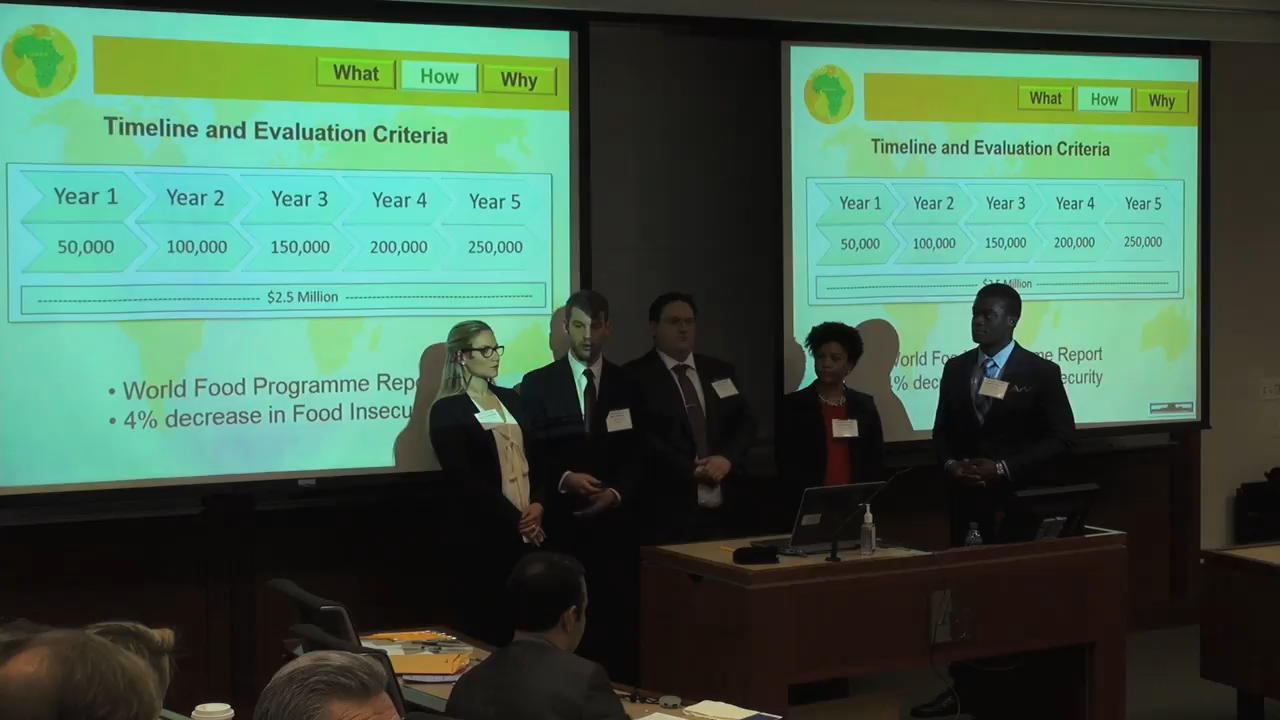 What How Why
Timeline and Evaluation Criteria
Year 1 Year 2 Year 3 Year 4 Year 5
50,000 100,000 150,000 200,000 250,000
$2.5 Million
• World Food Programme
• 4% decrease in Food
What How Why
Timeline and Evaluation Criteria
Year 1 Year 2 Year 3 Year 4 Year 5
50,000 100,000 150,000 200,000 250,000
Million
Report